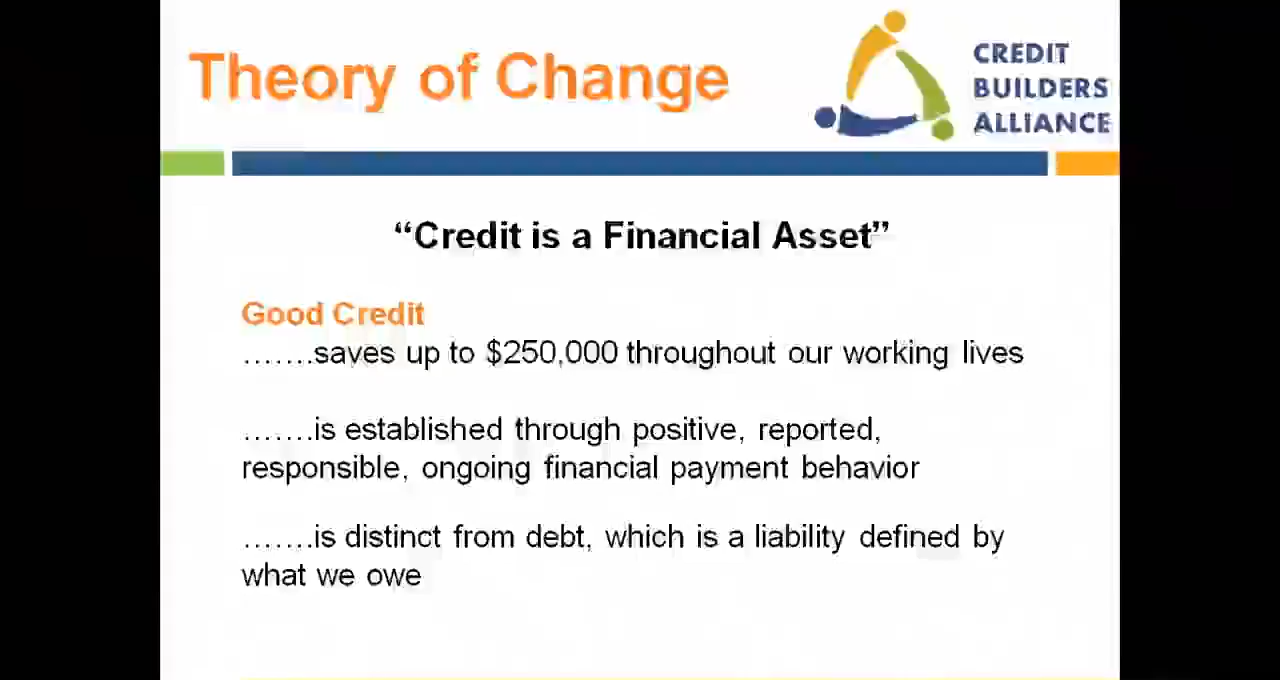 Theory of Change
CREDIT
BUILDERS
ALLIANCE
“Credit is a Financial Asset”
Good Credit
…….saves up to $250,000 throughout our working lives
…….is established through positive, reported,
responsible, ongoing financial payment behavior
…….is distinct from debt, which is a liability defined by
what we owe